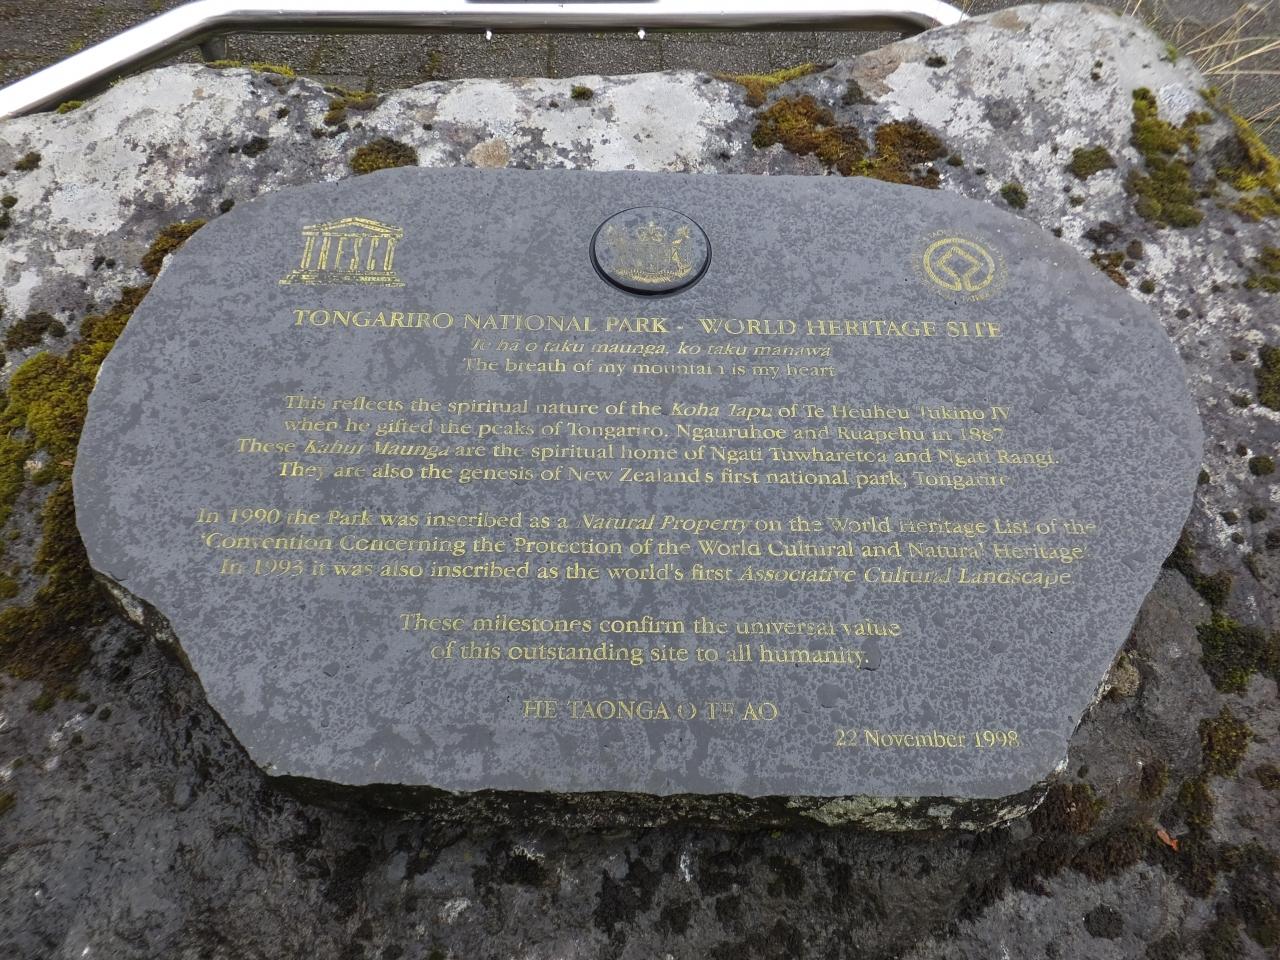 UNESCO
TONGARIRO NATIONAL PARK - WORLD HERITAGE SITE
Te hā o taku maunga, ko taku manawa
The breath of my mountain is my heart
This reflects the spiritual nature of the Koha Tapu of Te Heuheu Tukino IV
when he gifted the peaks of Tongariro, Ngauruhoe and Ruapehu in 1887
These Kahui Maunga are the spiritual home of Ngati Tuwharetoa and Ngati Rangi.
They are also the genesis of New Zealand's first national park, Tongariro
In 1990 the Park was inscribed as a Natural Property on the World Heritage List of the
'Convention Concerning the Protection of the World Cultural and Natural Heritage'
In 1993 it was also inscribed as the world's first Associative Cultural Landscape
These milestones confirm the universal value
of this outstanding site to all humanity.
HE TAONGA O TE AO
22 November 1998